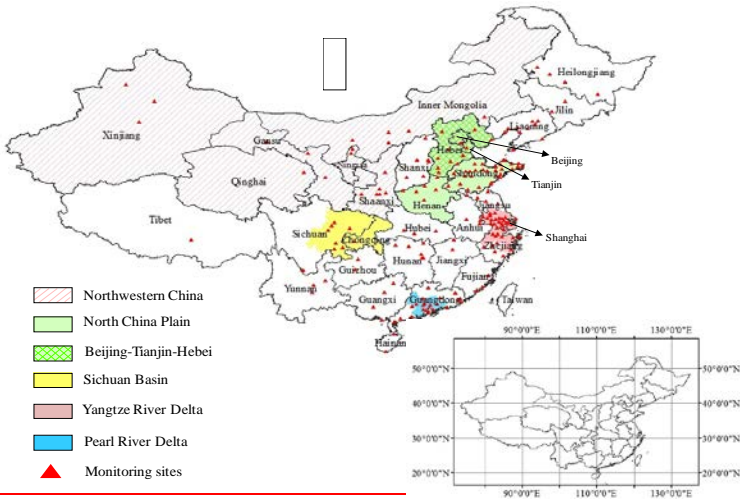 Heilongjiang
Jilin
Inner Mongolia
Liaoning
Xinjiang
Gansu
Beijing
Hebei
Ningxia
Shanxi
Tianjin
Qinghai
Shandong
Shaanxi
Henan
Jiangsu
Tibet
Shanghai
Sichuan
Chongqing
Hubei
Anhui
Zhejiang
Hunan
Jiangxi
Guizhou
Fujian
Yunnan
Guangxi
Guangdong
Taiwan
Hainan
Northwestern China
North China Plain
Beijing-Tianjin-Hebei
Sichuan Basin
Yangtze River Delta
Pearl River Delta
Monitoring sites
90°0'0"E 110°0'0"E 130°0'0"E
50°0'0"N 50°0'0"N
40°0'0"N 40°0'0"N
30°0'0"N 30°0'0"N
20°0'0"N 20°0'0"N
90°0'0"E 110°0'0"E 130°0'0"E